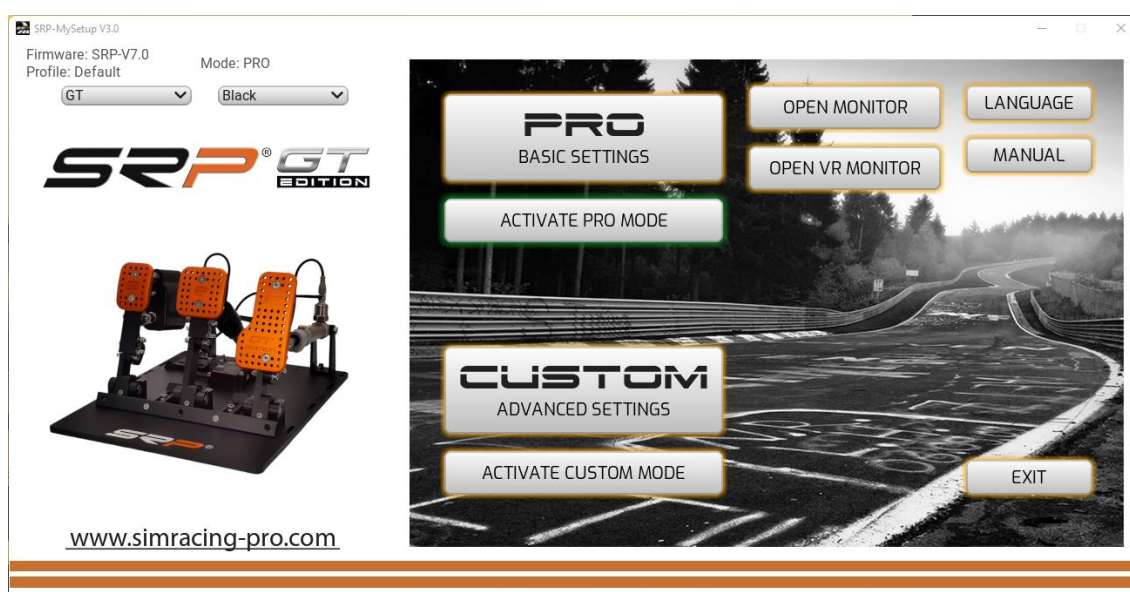 SRP-MySetup V3.0
Firmware: SRP-V7.0
Profile: Default
Mode: PRO
GT
Black
SRP® GT
EDITION
www.simracing-pro.com
PRO
BASIC SETTINGS
ACTIVATE PRO MODE
OPEN MONITOR
OPEN VR MONITOR
LANGUAGE
MANUAL
CUSTOM
ADVANCED SETTINGS
ACTIVATE CUSTOM MODE
EXIT
SRP®